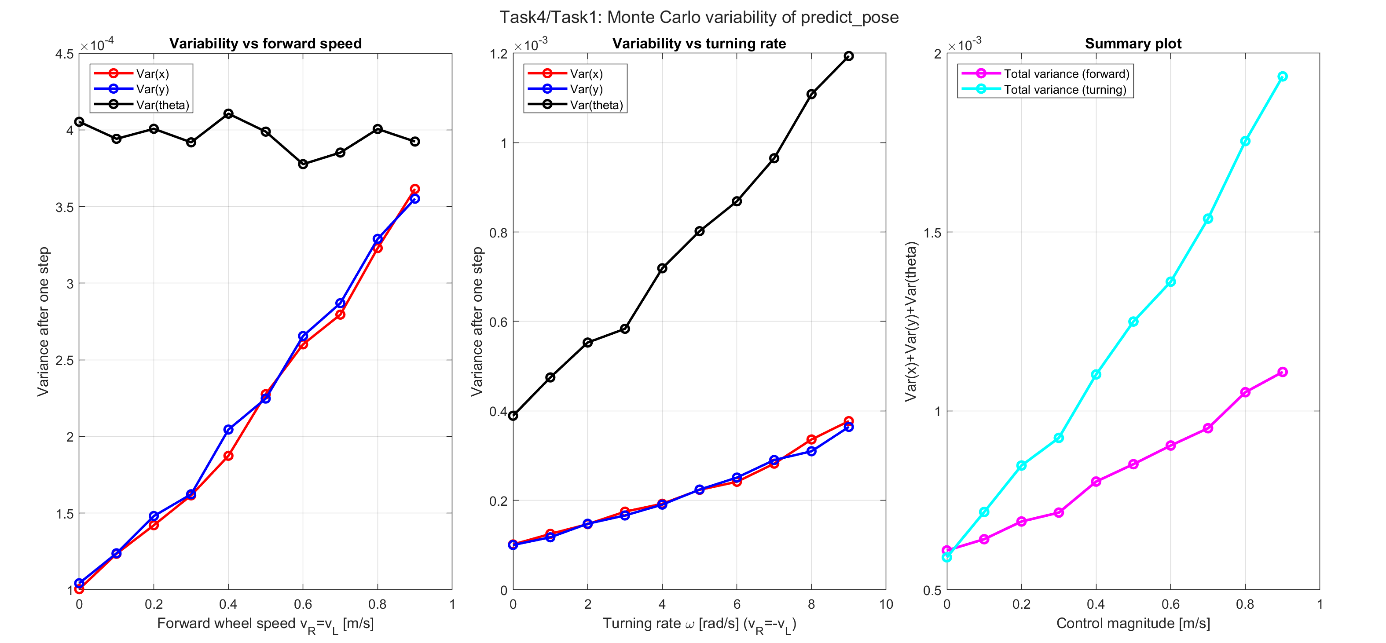 Task4/Task1: Monte Carlo variability of predict_pose
×10⁻⁴
Variability vs forward speed
Var(x)
Var(y)
Var(theta)
4.5
4
3.5
3
2.5
2
1.5
1
Variance after one step
0 0.2 0.4 0.6 0.8 1
Forward wheel speed v_R=v_L [m/s]
×10⁻³
Variability vs turning rate
Var(x)
Var(y)
Var(theta)
1.2
1
0.8
0.6
0.4
0.2
0
Variance after one step
0 2 4 6 8 10
Turning rate ω [rad/s] (v_R=-v_L)
×10⁻³
Summary plot
Total variance (forward)
Total variance (turning)
2
1.5
1
0.5
Var(x)+Var(y)+Var(theta)
0 0.2 0.4 0.6 0.8 1
Control magnitude [m/s]